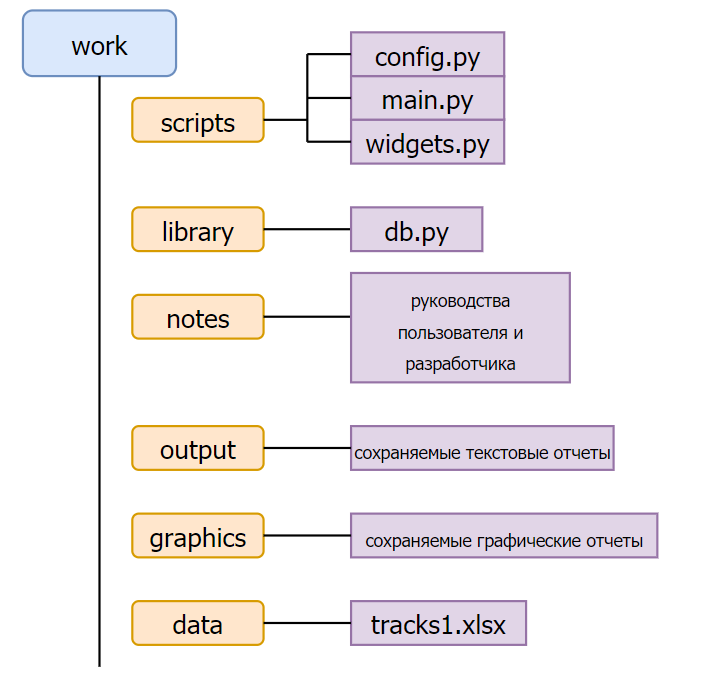 work
scripts
config.py
main.py
widgets.py
library
db.py
notes
руководства
пользователя и
разработчика
output
сохраняемые текстовые отчеты
graphics
сохраняемые графические отчеты
data
tracks1.xlsx